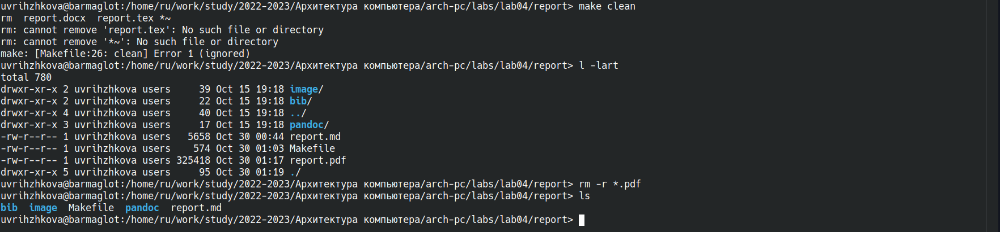 uvrihzhkova@barmaglot:/home/ru/work/study/2022-2023/Архитектура компьютера/arch-pc/labs/lab04/report> make clean
rm  report.docx  report.tex *~
rm: cannot remove 'report.tex': No such file or directory
rm: cannot remove '*~': No such file or directory
make: [Makefile:26: clean] Error 1 (ignored)
uvrihzhkova@barmaglot:/home/ru/work/study/2022-2023/Архитектура компьютера/arch-pc/labs/lab04/report> l -lart
total 780
drwxr-xr-x 2 uvrihzhkova users     39 Oct 15 19:18 image/
drwxr-xr-x 2 uvrihzhkova users     22 Oct 15 19:18 bib/
drwxr-xr-x 4 uvrihzhkova users     40 Oct 15 19:18 ../
drwxr-xr-x 3 uvrihzhkova users     17 Oct 15 19:18 pandoc/
-rw-r--r-- 1 uvrihzhkova users   5658 Oct 30 00:44 report.md
-rw-r--r-- 1 uvrihzhkova users    574 Oct 30 01:03 Makefile
-rw-r--r-- 1 uvrihzhkova users 325418 Oct 30 01:17 report.pdf
drwxr-xr-x 5 uvrihzhkova users     95 Oct 30 01:19 ./
uvrihzhkova@barmaglot:/home/ru/work/study/2022-2023/Архитектура компьютера/arch-pc/labs/lab04/report> rm -r *.pdf
uvrihzhkova@barmaglot:/home/ru/work/study/2022-2023/Архитектура компьютера/arch-pc/labs/lab04/report> ls
bib  image  Makefile  pandoc  report.md
uvrihzhkova@barmaglot:/home/ru/work/study/2022-2023/Архитектура компьютера/arch-pc/labs/lab04/report>